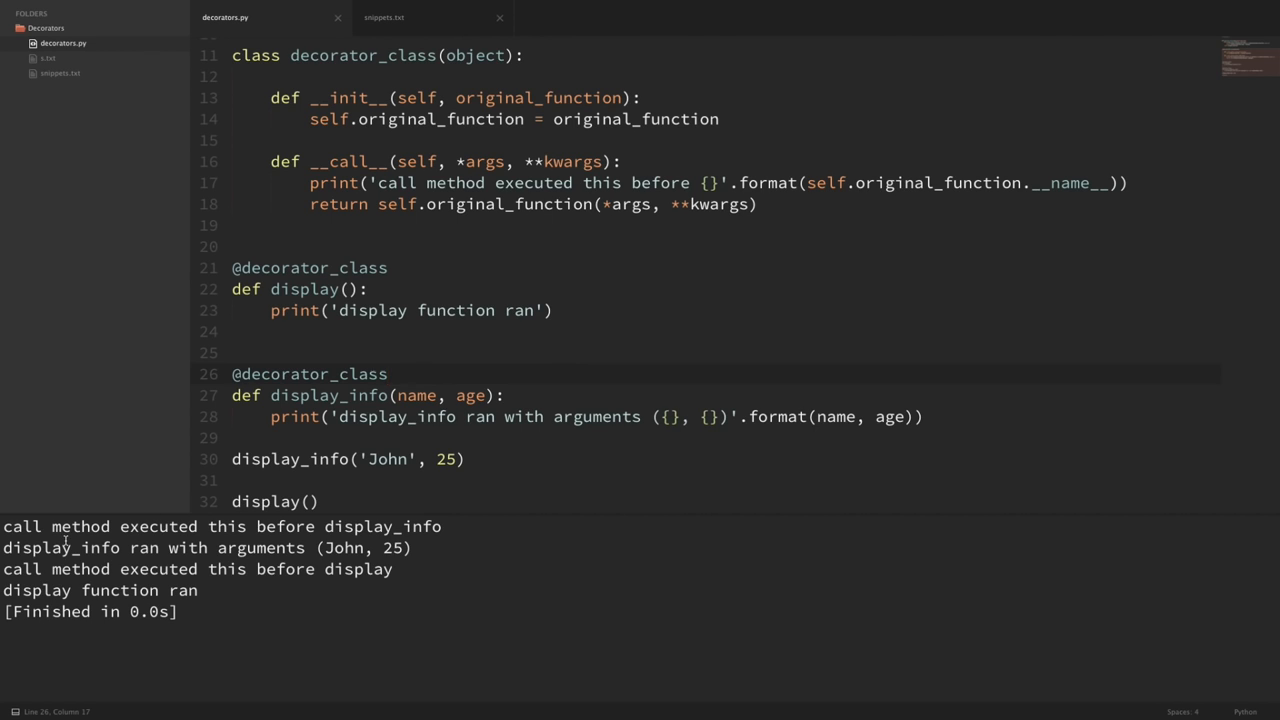 FOLDERS
Decorators
decorators.py
s.txt
snippets.txt
decorators.py
snippets.txt
11 class decorator_class(object):
12
13 def __init__(self, original_function):
14 self.original_function = original_function
15
16 def __call__(self, *args, **kwargs):
17 print('call method executed this before {}'.format(self.original_function.__name__))
18 return self.original_function(*args, **kwargs)
19
20
21 @decorator_class
22 def display():
23 print('display function ran')
24
25
26 @decorator_class
27 def display_info(name, age):
28 print('display_info ran with arguments ({}, {})'.format(name, age))
29
30 display_info('John', 25)
31
32 display()
call method executed this before display_info
display_info ran with arguments (John, 25)
call method executed this before display
display function ran
[Finished in 0.0s]
Line 26, Column 17
Spaces: 4
Python